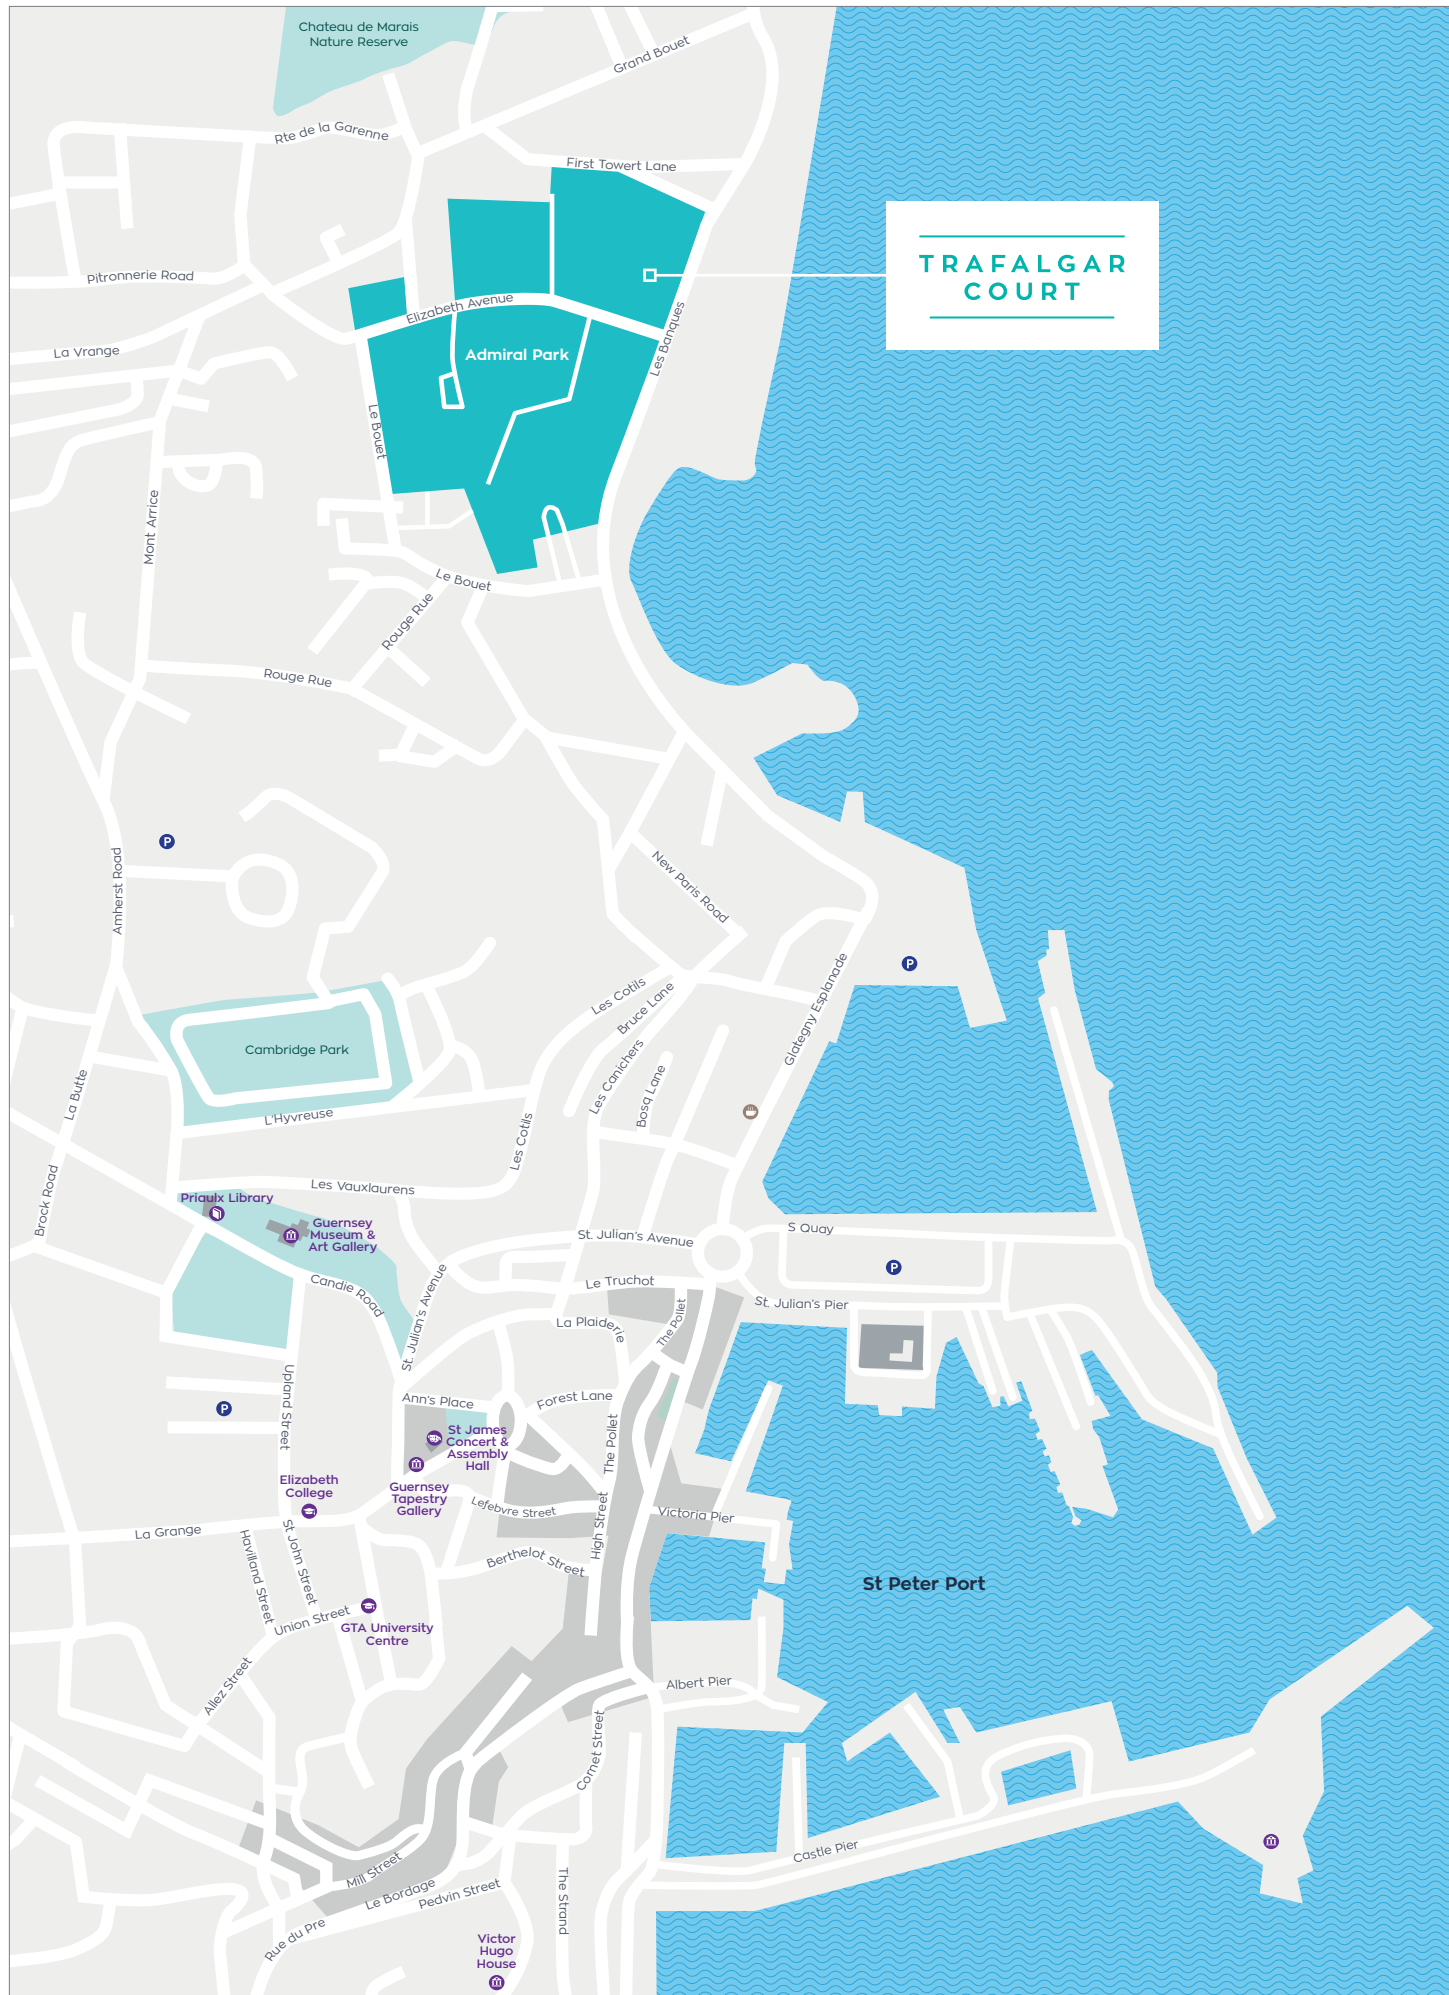 Chateau de Marais
Nature Reserve
Grand Bouet
Rte de la Garenne
First Towert Lane
TRAFALGAR
COURT
Pitronnerie Road
Elizabeth Avenue
Les Banques
La Vrange
Admiral Park
Le Bouet
Mont Arrice
Le Bouet
Rouge Rue
Rouge Rue
P
Amherst Road
New Paris Road
P
Glategny Esplanade
Les Cotils
Bruce Lane
Cambridge Park
Les Canichers
Bosq Lane
La Butte
L'Hyvreuse
Les Cotils
Brock Road
Les Vauxlaurens
Priaulx Library
Guernsey
Museum &
Art Gallery
St. Julian's Avenue
S Quay
P
Candie Road
Le Truchot
St. Julian's Avenue
The Pollet
St. Julian's Pier
La Plaiderie
Upland Street
P
Ann's Place
Forest Lane
St James
Concert &
Assembly
Hall
The Pollet
Elizabeth
College
Guernsey
Tapestry
Gallery
Lefebvre Street
High Street
Victoria Pier
La Grange
Havilland Street
St John Street
Berthelot Street
St Peter Port
Union Street
GTA University
Centre
Allez Street
Albert Pier
Cornet Street
Castle Pier
Mill Street
Le Bordage
Pedvin Street
The Strand
Rue du Pre
Victor
Hugo
House